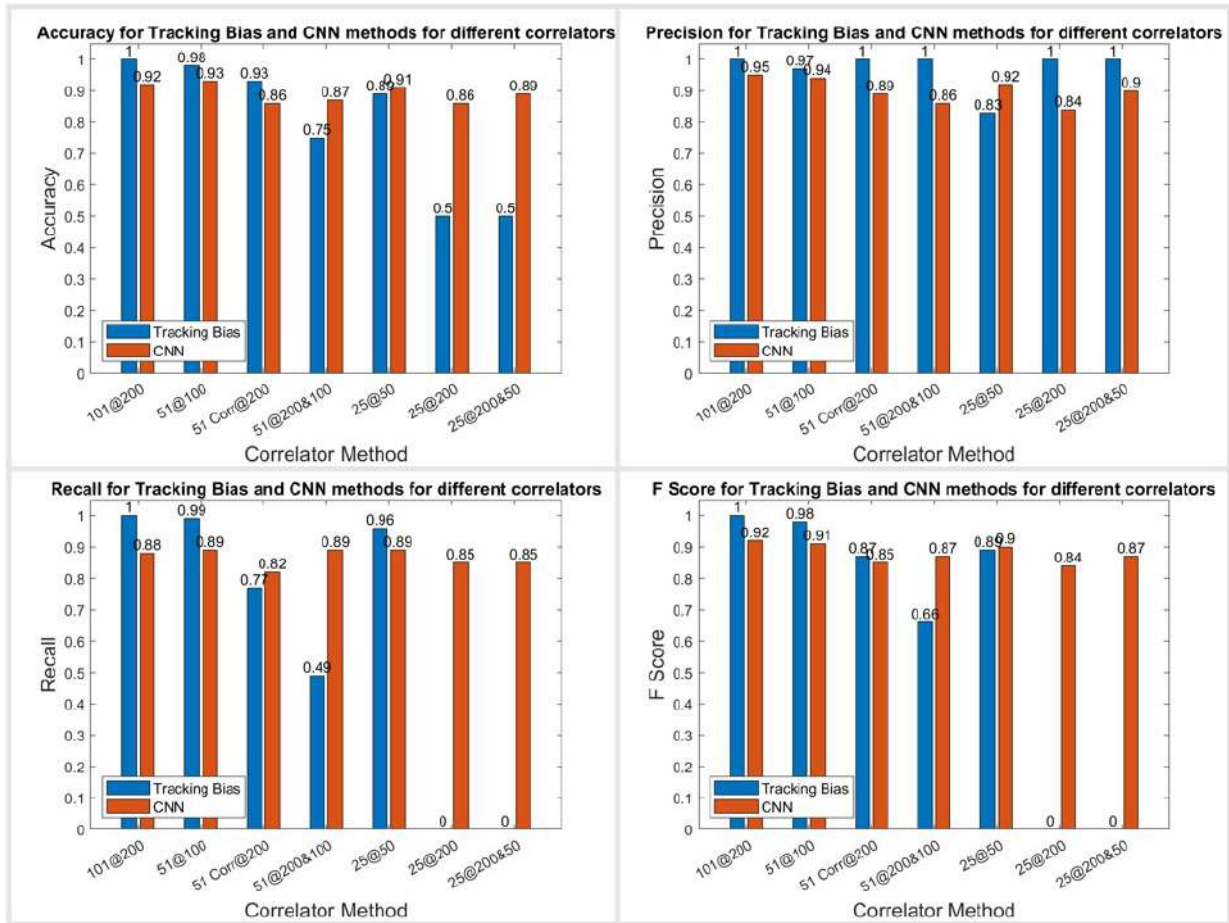 Accuracy for Tracking Bias and CNN methods for different correlators
1 0.92 0.98 0.93 0.93 0.86 0.75 0.87 0.89 0.91 0.5 0.86 0.5 0.89
1
0.9
0.8
0.7
0.6
0.5
0.4
0.3
0.2
0.1
0
Accuracy
Tracking Bias
CNN
101@200 51@100 51 Corr@200 51@200&100 25@50 25@200 25@200&50
Correlator Method
Precision for Tracking Bias and CNN methods for different correlators
1 0.95 0.97 0.94 1 0.89 1 0.86 0.83 0.92 1 0.84 1 0.9
1
0.9
0.8
0.7
0.6
0.5
0.4
0.3
0.2
0.1
0
Precision
Tracking Bias
CNN
101@200 51@100 51 Corr@200 51@200&100 25@50 25@200 25@200&50
Correlator Method
Recall for Tracking Bias and CNN methods for different correlators
1 0.88 0.99 0.89 0.77 0.82 0.49 0.89 0.96 0.89 0 0.85 0 0.85
1
0.9
0.8
0.7
0.6
0.5
0.4
0.3
0.2
0.1
0
Recall
Tracking Bias
CNN
101@200 51@100 51 Corr@200 51@200&100 25@50 25@200 25@200&50
Correlator Method
F Score for Tracking Bias and CNN methods for different correlators
1 0.92 0.98 0.91 0.87 0.85 0.66 0.87 0.89 0.9 0 0.84 0 0.87
1
0.9
0.8
0.7
0.6
0.5
0.4
0.3
0.2
0.1
0
F Score
Tracking Bias
CNN
101@200 51@100 51 Corr@200 51@200&100 25@50 25@200 25@200&50
Correlator Method